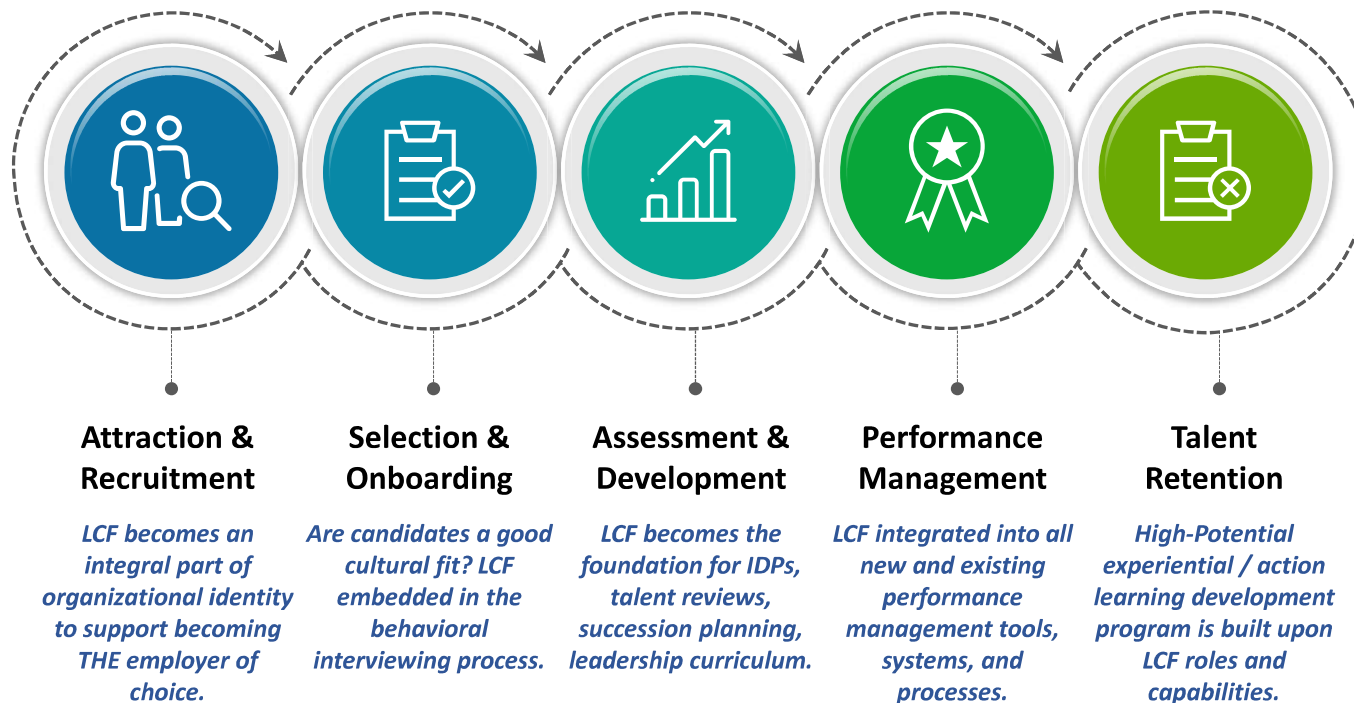 Attraction &
Recruitment
LCF becomes an
integral part of
organizational identity
to support becoming
THE employer of
choice.
Selection &
Onboarding
Are candidates a good
cultural fit? LCF
embedded in the
behavioral
interviewing process.
Assessment &
Development
LCF becomes the
foundation for IDPs,
talent reviews,
succession planning,
leadership curriculum.
Performance
Management
LCF integrated into all
new and existing
performance
management tools,
systems, and
processes.
Talent
Retention
High-Potential
experiential / action
learning development
program is built upon
LCF roles and
capabilities.